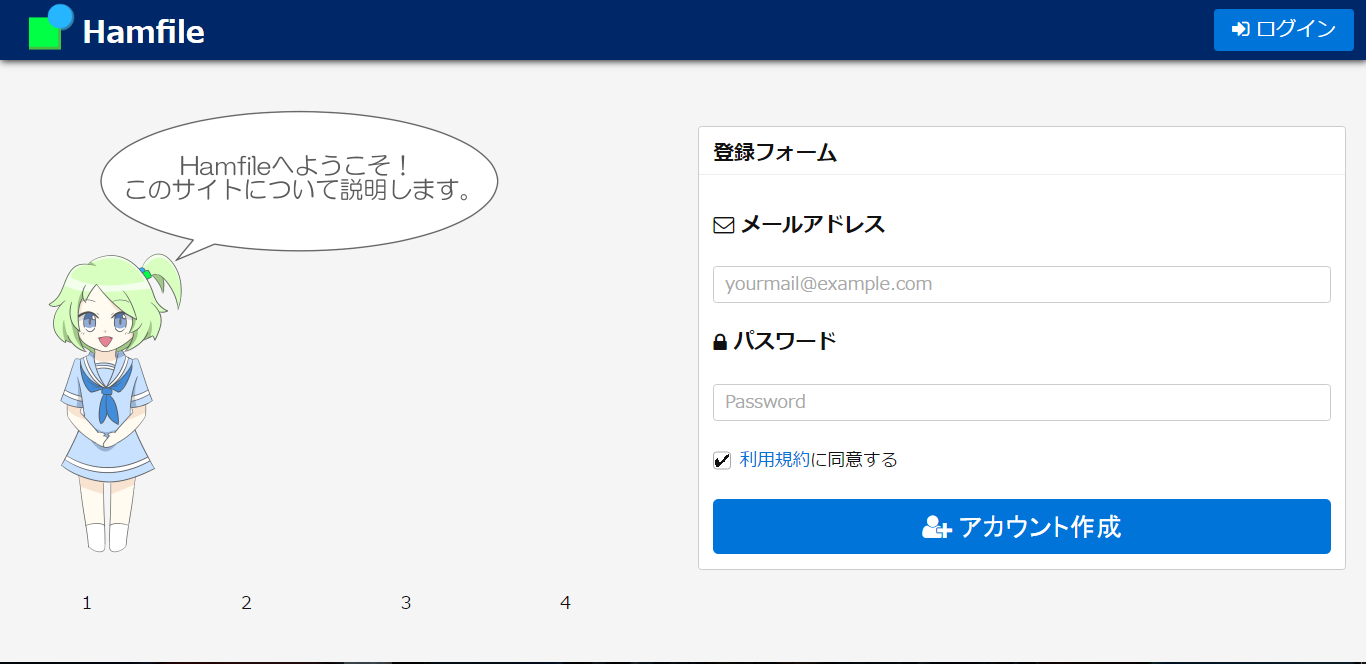 Hamfile
ログイン
Hamfileへようこそ！
このサイトについて説明します。
登録フォーム
メールアドレス
yourmail@example.com
パスワード
Password
利用規約に同意する
アカウント作成
1 2 3 4